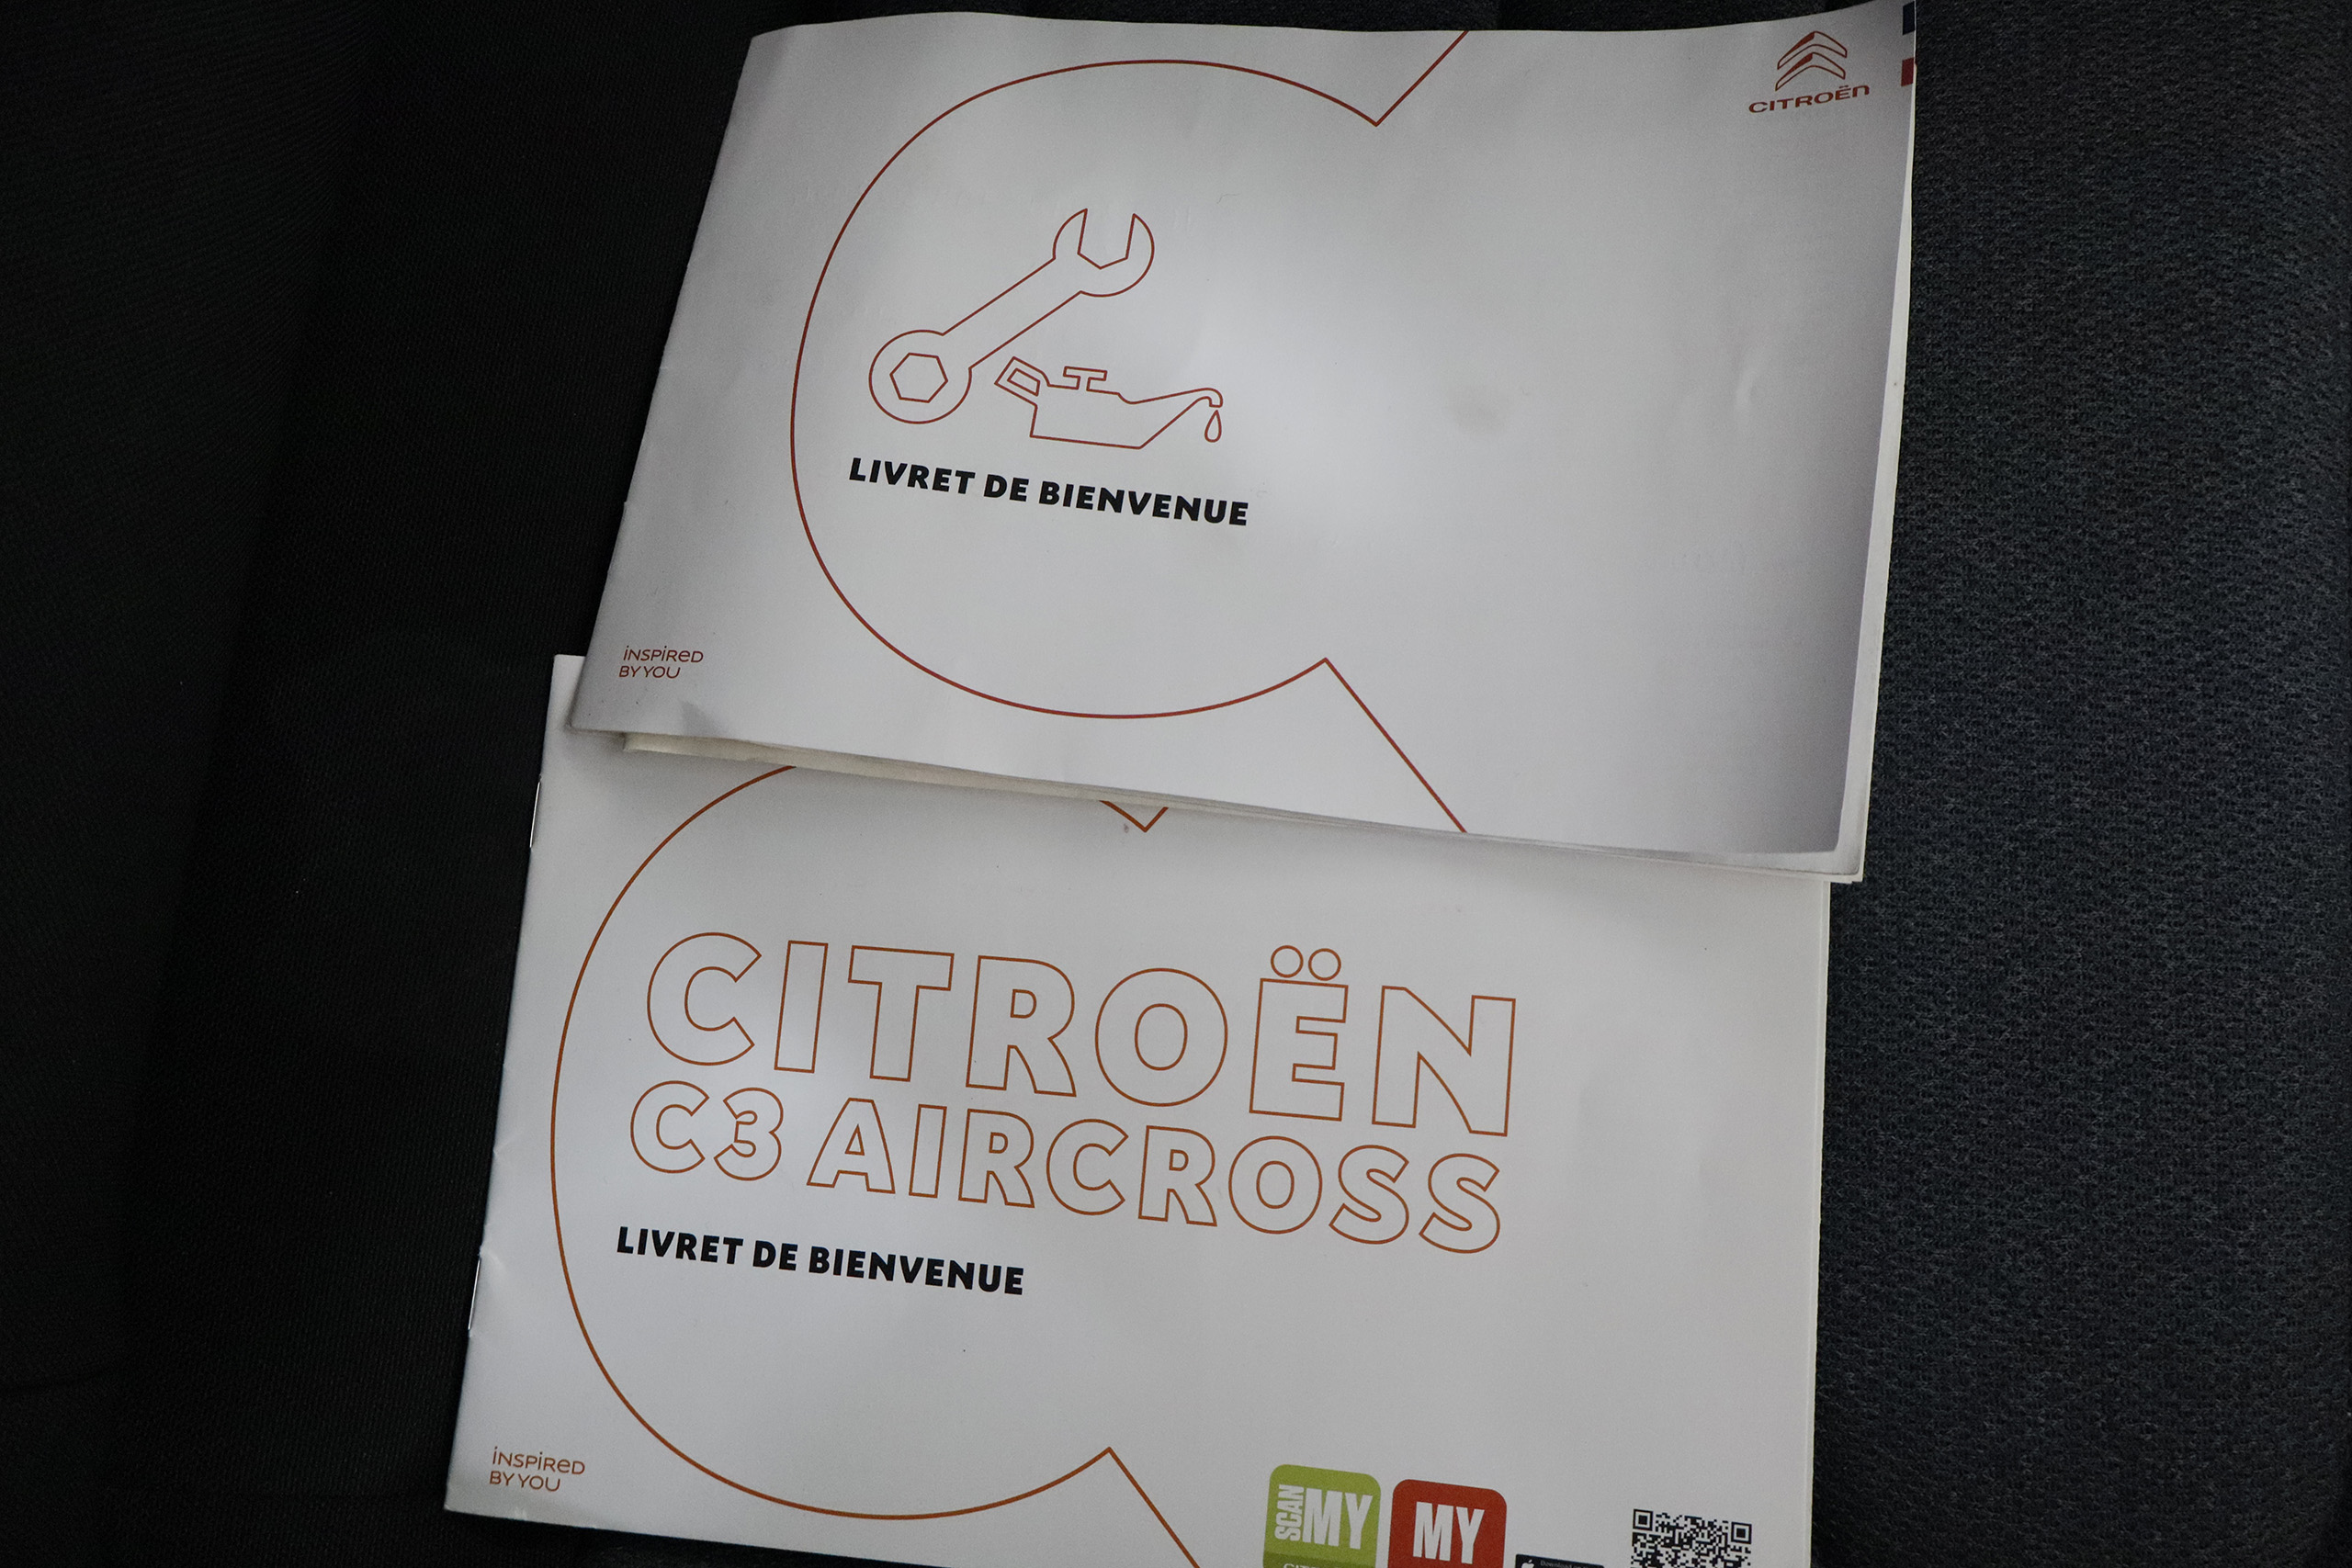 CITROËN
LIVRET DE BIENVENUE
INSPIRED
BY YOU
CITROËN
C3 AIRCROSS
LIVRET DE BIENVENUE
INSPIRED
BY YOU
SCAN MY
MY